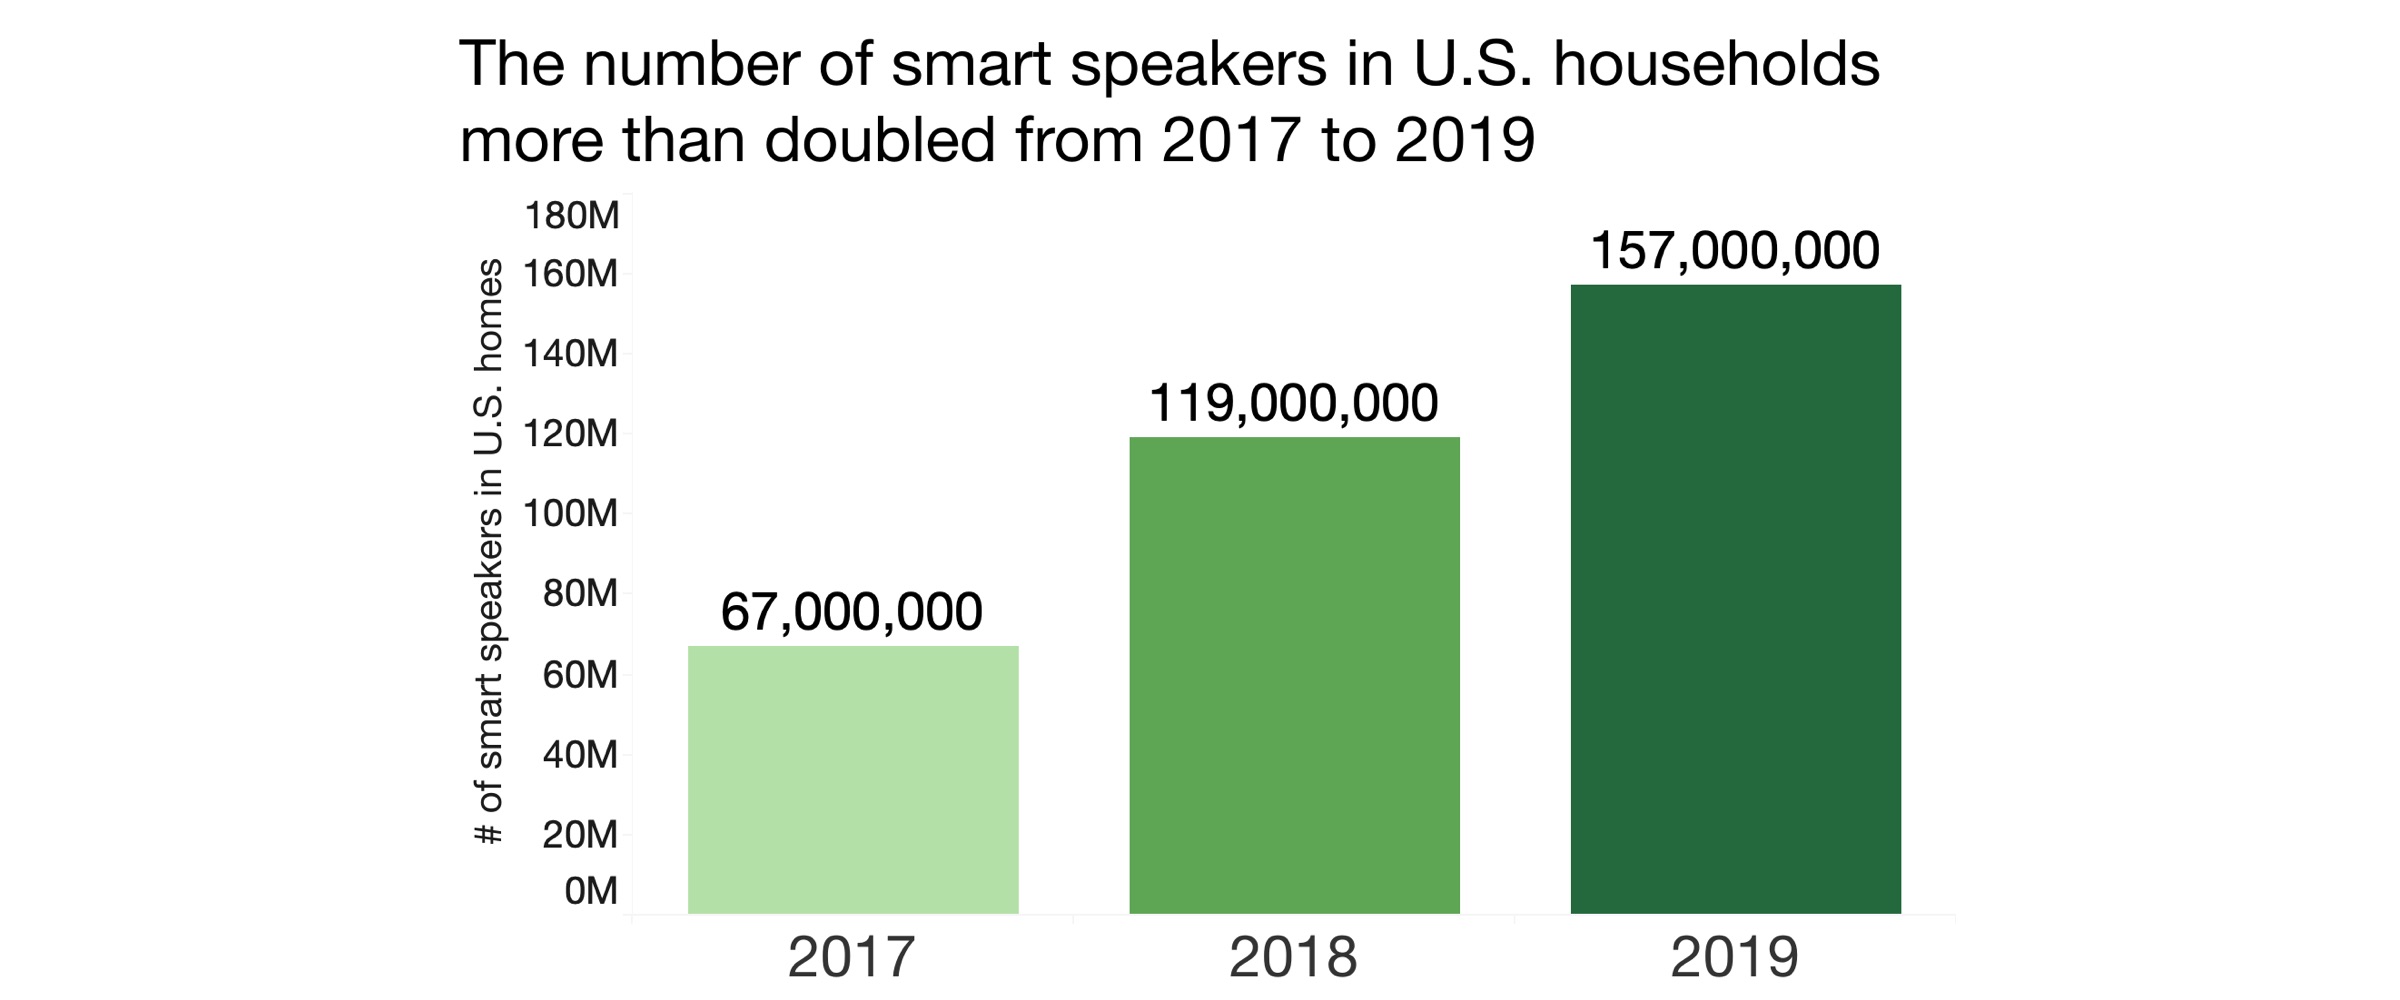 The number of smart speakers in U.S. households
more than doubled from 2017 to 2019
# of smart speakers in U.S. homes
180M
160M
140M
120M
100M
80M
60M
40M
20M
0M
67,000,000
119,000,000
157,000,000
2017
2018
2019